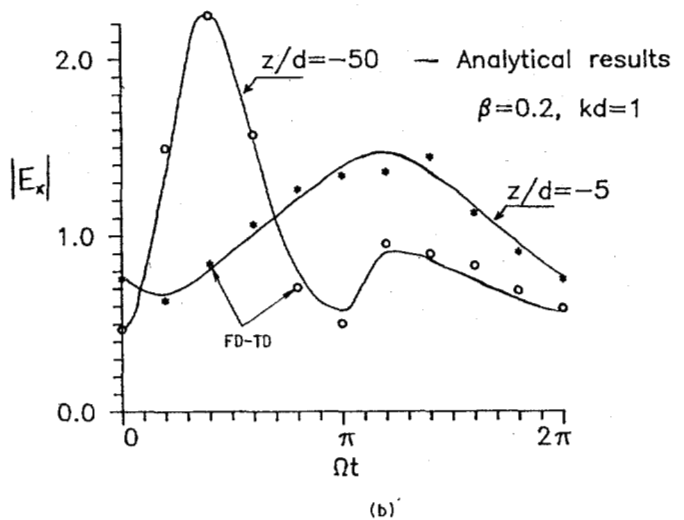 2.0
z/d=-50
— Analytical results
β=0.2, kd=1
|Eₓ|
z/d=-5
1.0
FD-TD
0.0
0
π
2π
Ωt
(b)